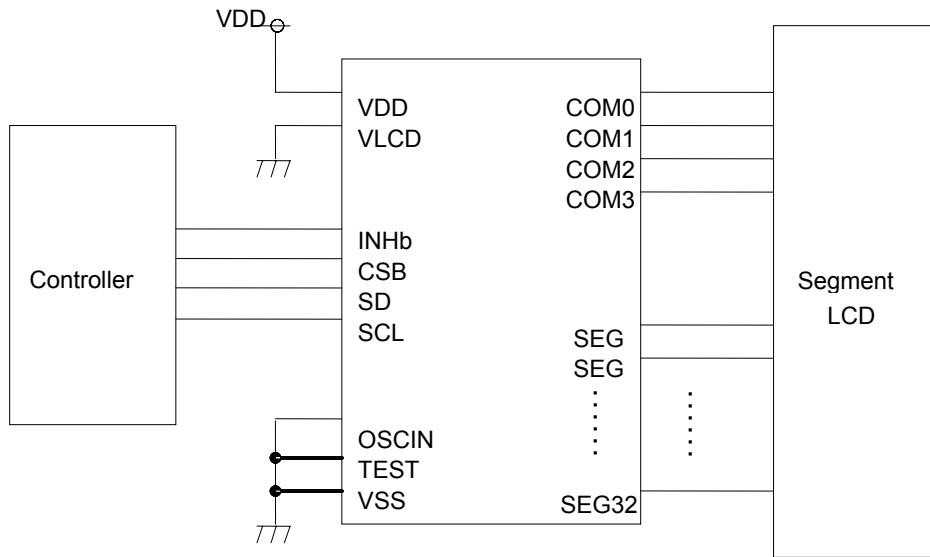 VDD
VDD
VLCD
INHb
CSB
SD
SCL
OSCIN
TEST
VSS
COM0
COM1
COM2
COM3
SEG
SEG
SEG32
Controller
Segment
LCD